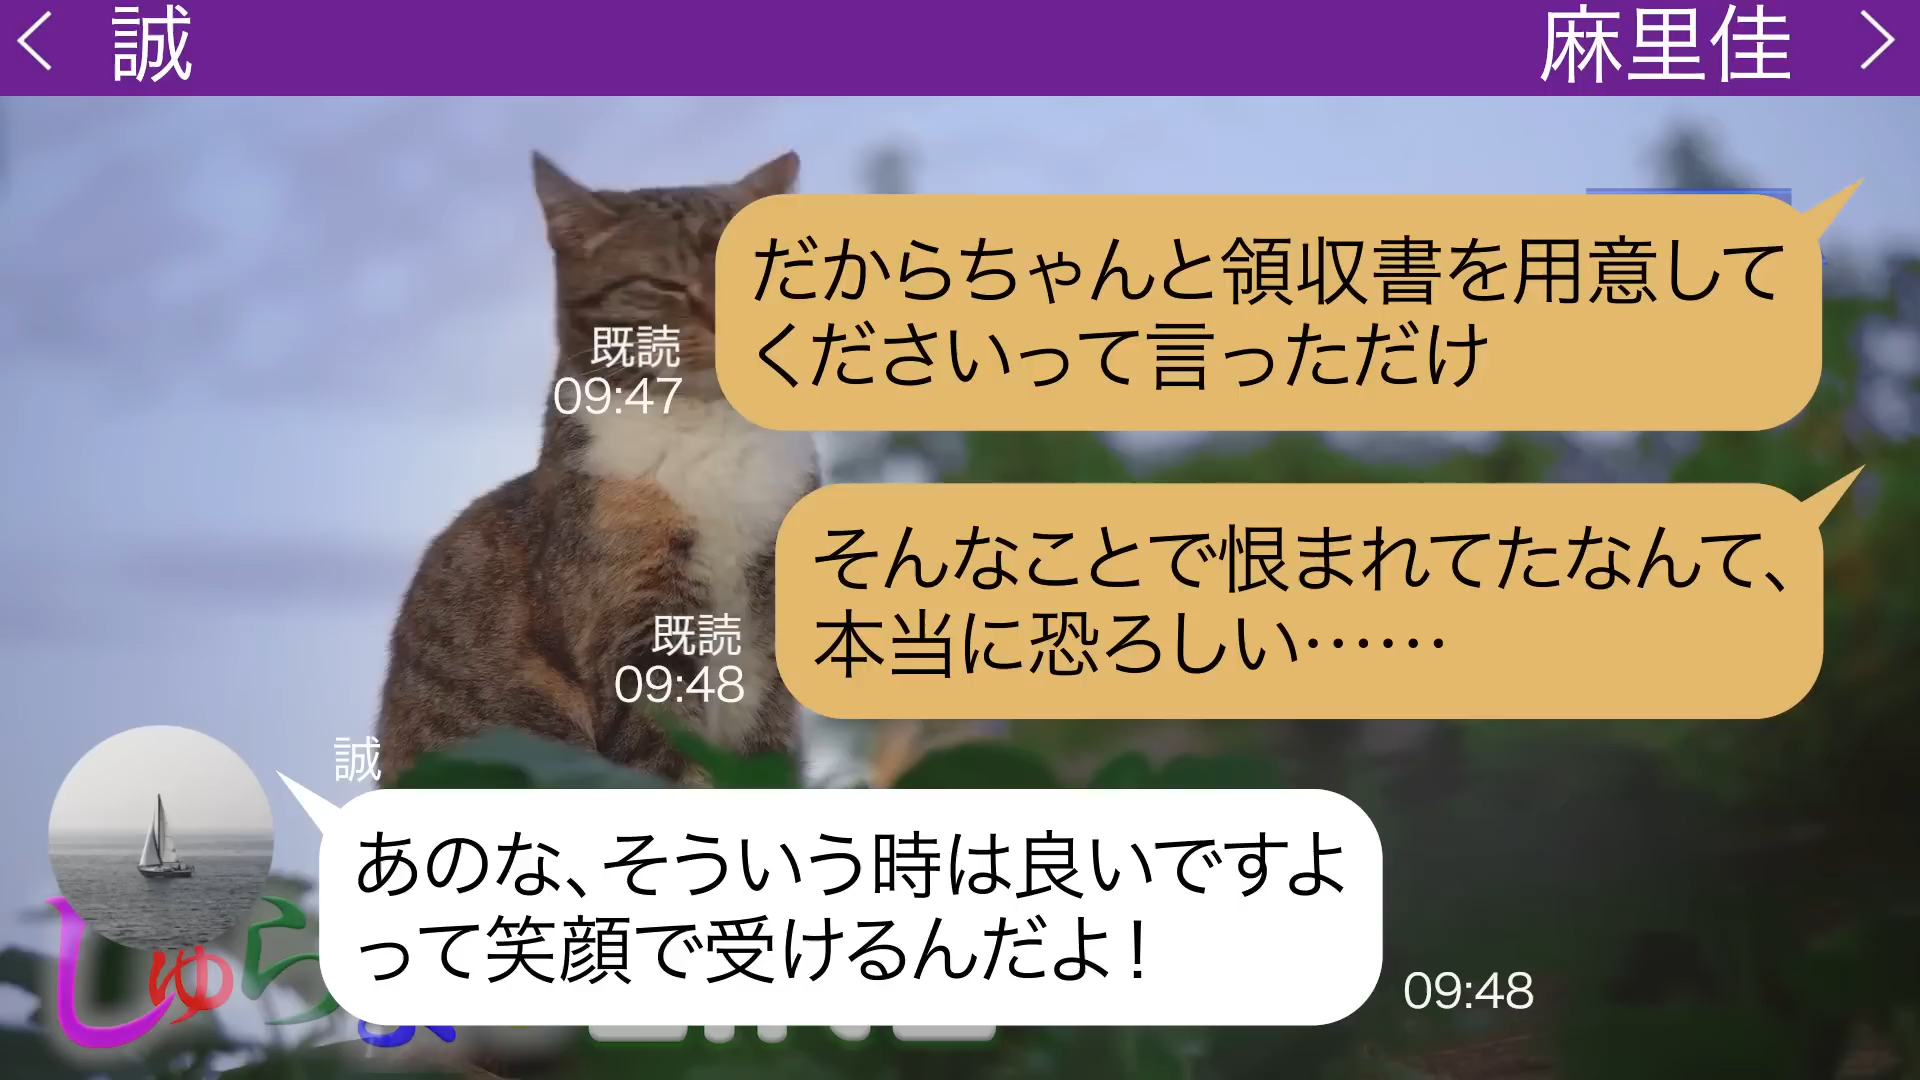 誠
麻里佳
だからちゃんと領収書を用意して
くださいって言っただけ
既読
09:47
そんなことで恨まれてたなんて、
本当に恐ろしい……
既読
09:48
誠
あのな、そういう時は良いですよ
って笑顔で受けるんだよ！
09:48
しゅら